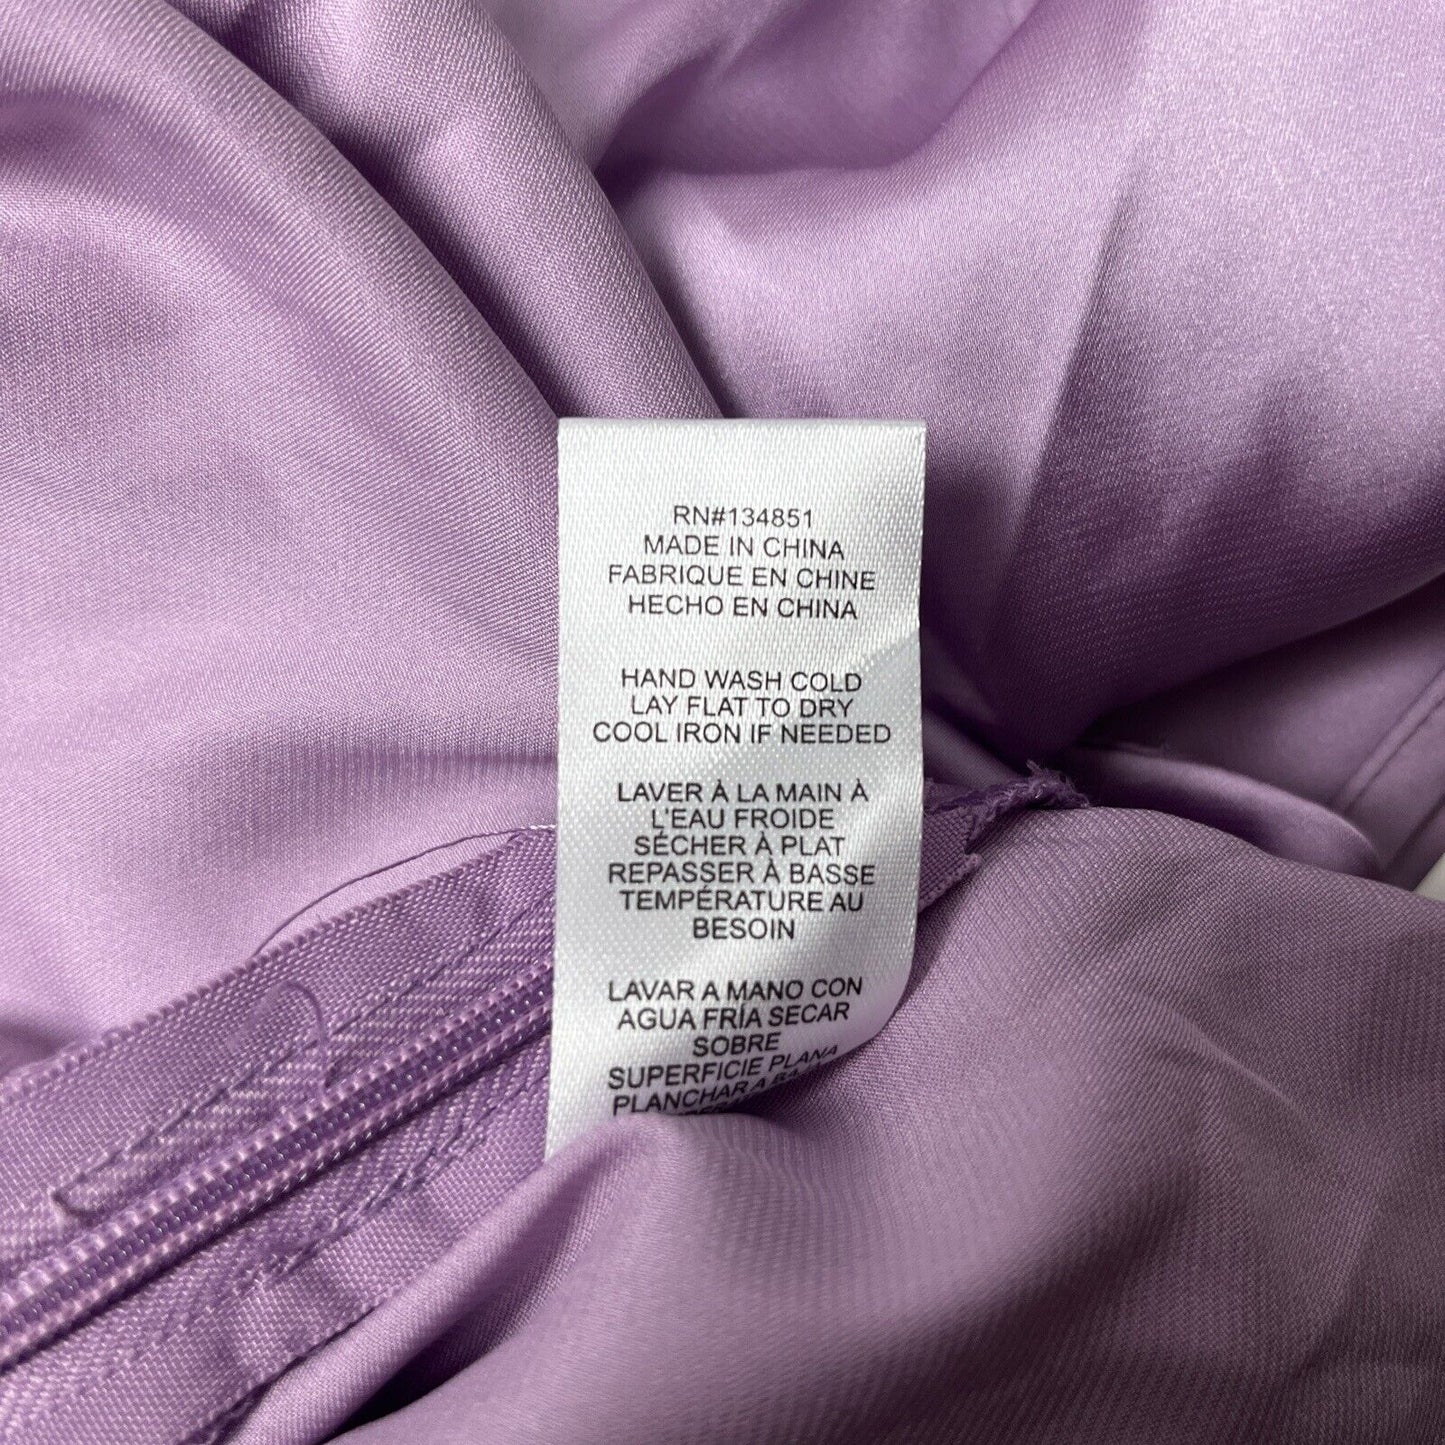 RN#134851
MADE IN CHINA
FABRIQUE EN CHINE
HECHO EN CHINA
HAND WASH COLD
LAY FLAT TO DRY
COOL IRON IF NEEDED
LAVER À LA MAIN À
L'EAU FROIDE
SÉCHER À PLAT
REPASSER À BASSE
TEMPÉRATURE AU
BESOIN
LAVAR A MANO CON
AGUA FRÍA SECAR
SOBRE
SUPERFICIE PLANA
PLANCHAR A